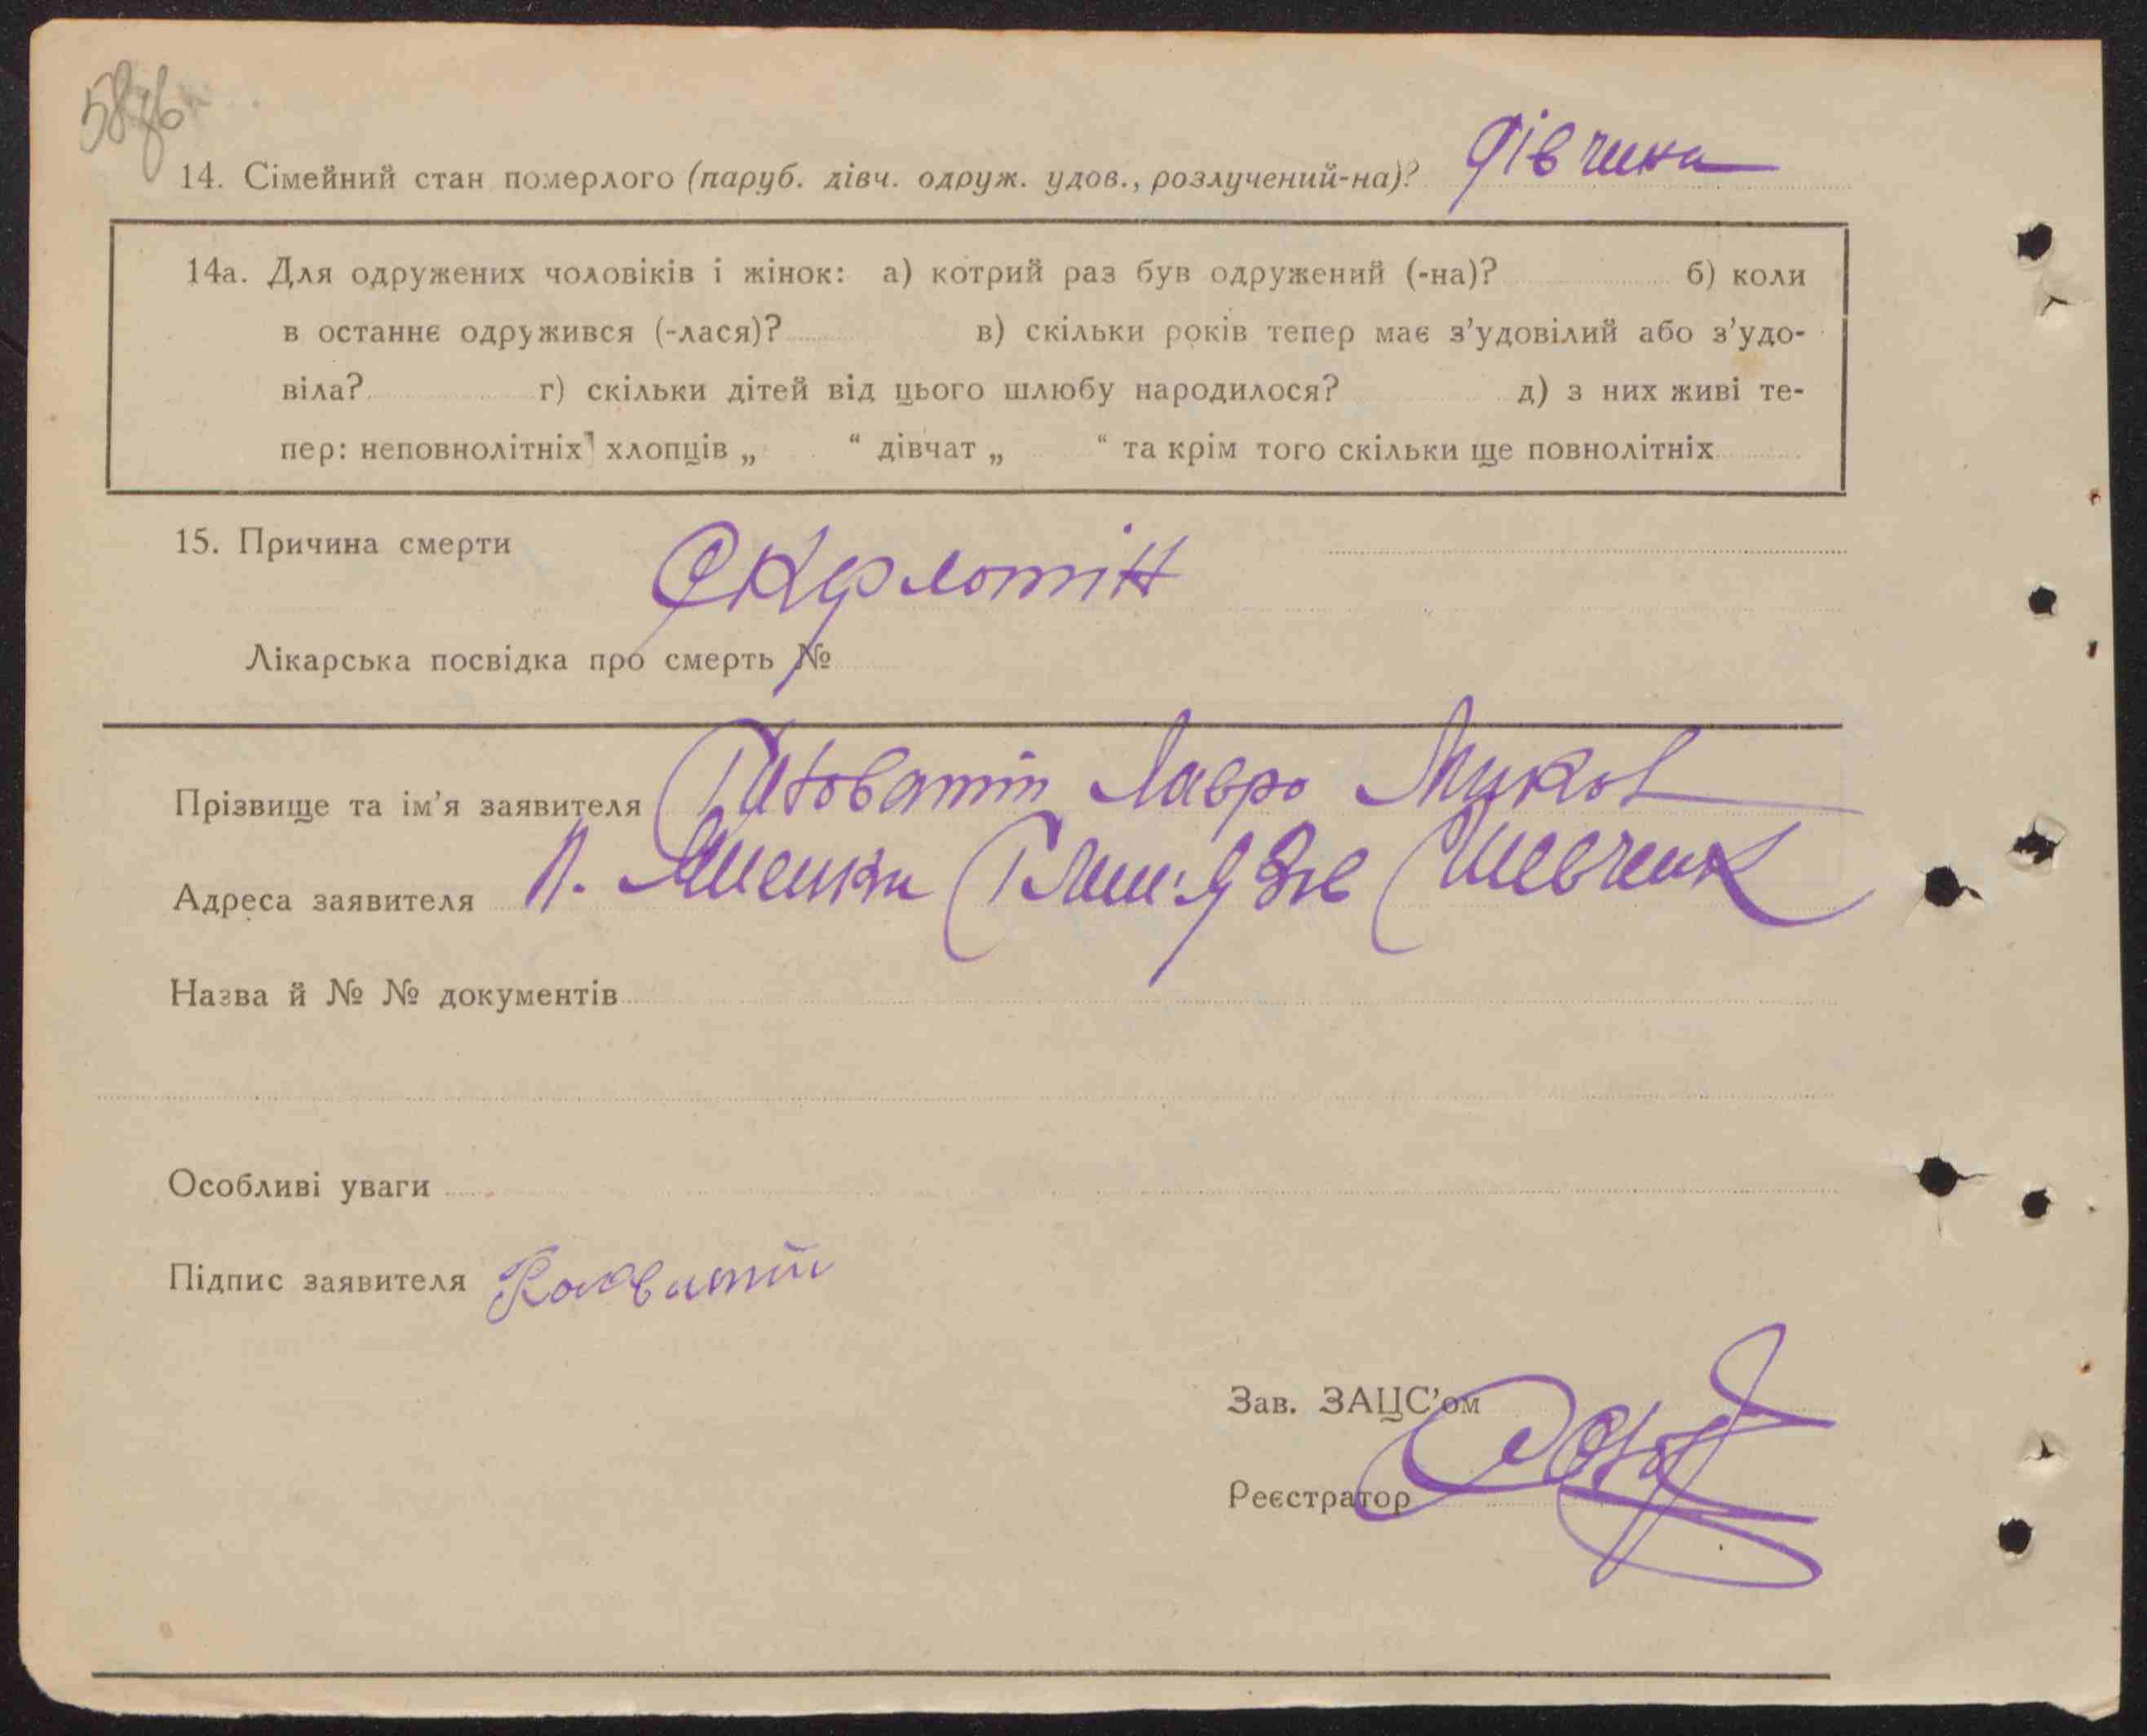 14. Сімейний стан померлого (паруб. дівч. одруж. удов., розлучений-на)? дівчина
14а. Для одружених чоловіків і жінок: а) котрий раз був одружений (-на)? б) коли
в останнє одружився (-лася)? в) скільки років тепер має з’удовілий або з’удо-
віла? г) скільки дітей від цього шлюбу народилося? д) з них живі те-
пер: неповнолітніх хлопців „ “ дівчат „ “ та крім того скільки ще повнолітніх
15. Причина смерти
Скарлотін
Лікарська посвідка про смерть №
Прізвище та ім’я заявителя Лавро
Адреса заявителя
Назва й № № документів
Особливі уваги
Підпис заявителя
Зав. ЗАЦС’ом
Реєстратор